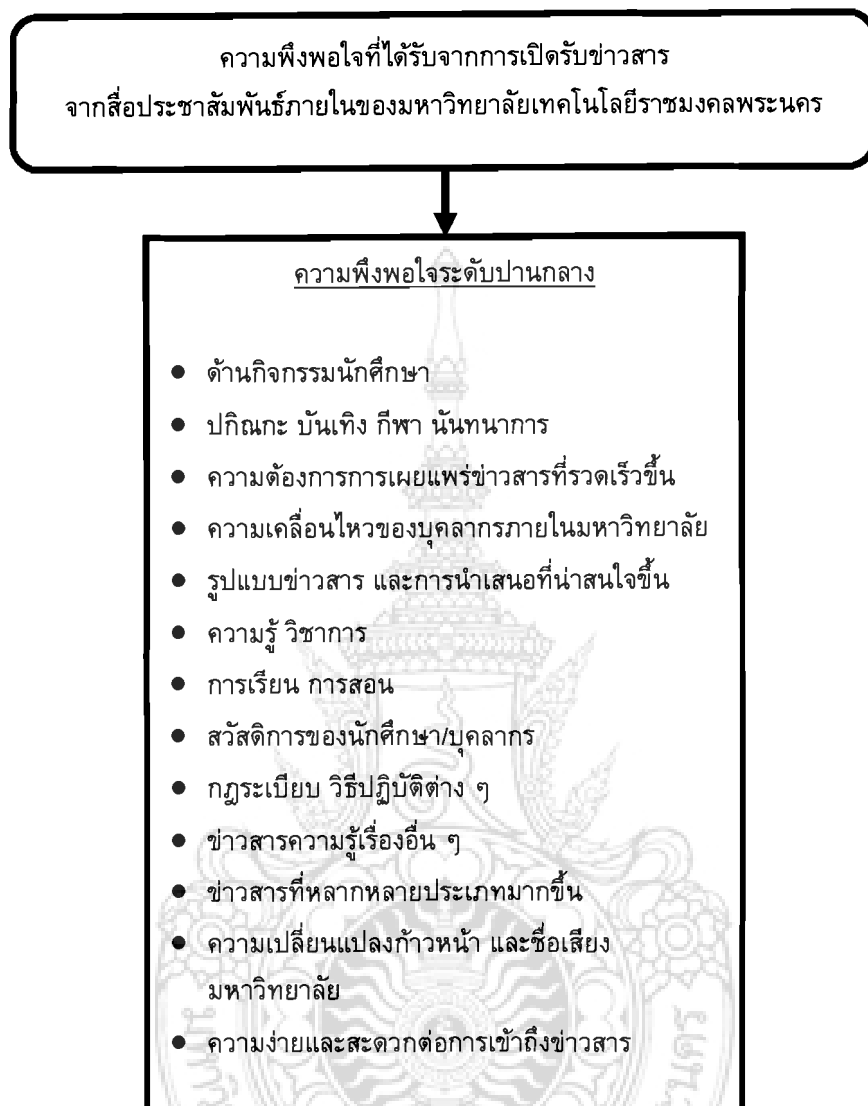 ความพึงพอใจที่ได้รับจากการเปิดรับข่าวสาร
จากสื่อประชาสัมพันธ์ภายในของมหาวิทยาลัยเทคโนโลยีราชมงคลพระนคร
ความพึงพอใจระดับปานกลาง
● ด้านกิจกรรมนักศึกษา
● ปกิณกะ บันเทิง กีฬา นันทนาการ
● ความต้องการการเผยแพร่ข่าวสารที่รวดเร็วขึ้น
● ความเคลื่อนไหวของบุคลากรภายในมหาวิทยาลัย
● รูปแบบข่าวสาร และการนำเสนอที่น่าสนใจขึ้น
● ความรู้ วิชาการ
● การเรียน การสอน
● สวัสดิการของนักศึกษา/บุคลากร
● กฎระเบียบ วิธีปฏิบัติต่าง ๆ
● ข่าวสารความรู้เรื่องอื่น ๆ
● ข่าวสารที่หลากหลายประเภทมากขึ้น
● ความเปลี่ยนแปลงก้าวหน้า และชื่อเสียง
มหาวิทยาลัย
● ความง่ายและสะดวกต่อการเข้าถึงข่าวสาร